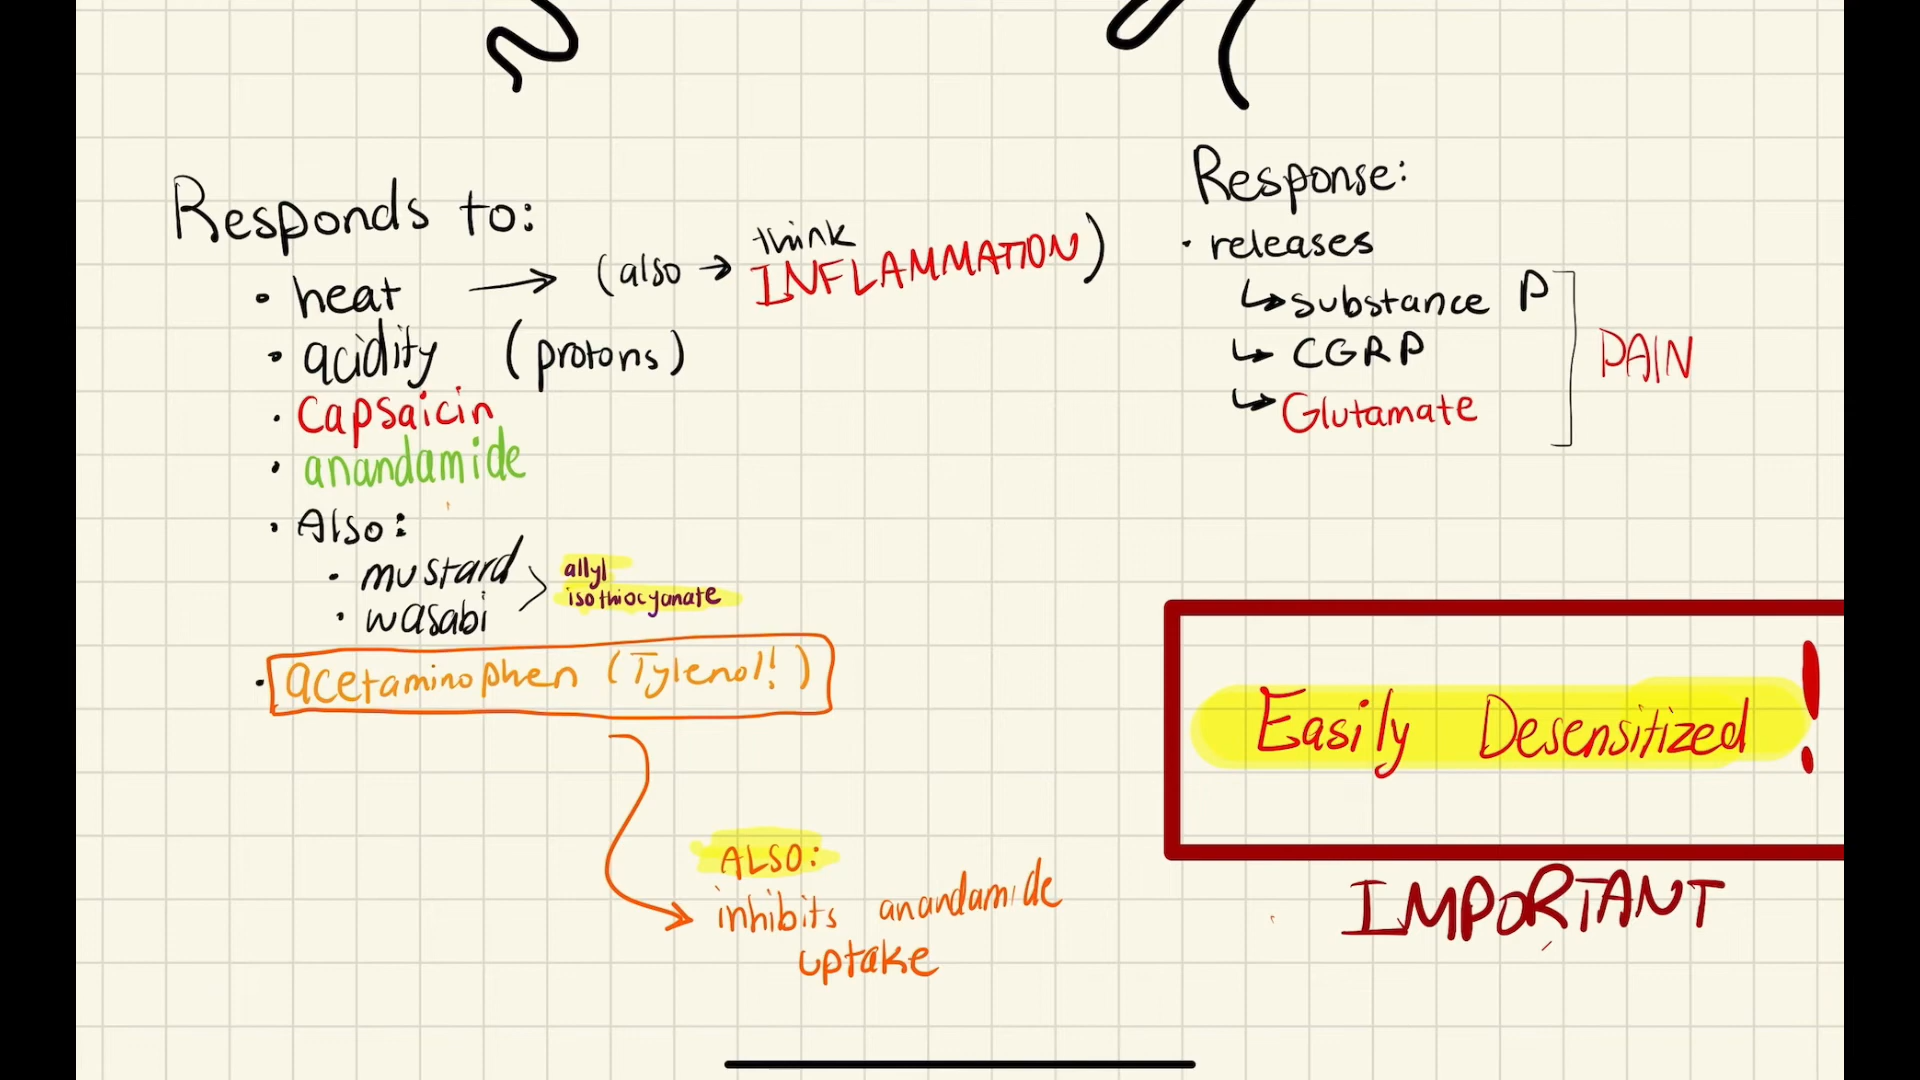 Responds to:
• heat → (also → think INFLAMMATION)
• acidity (protons)
• Capsaicin
• anandamide
• Also:
• mustard
• wasabi
allyl
isothiocyanate
• acetaminophen (Tylenol!)
ALSO:
inhibits anandamide
uptake
Response:
• releases
↳ substance P
↳ CGRP
↳ Glutamate
PAIN
Easily Desensitized!
IMPORTANT